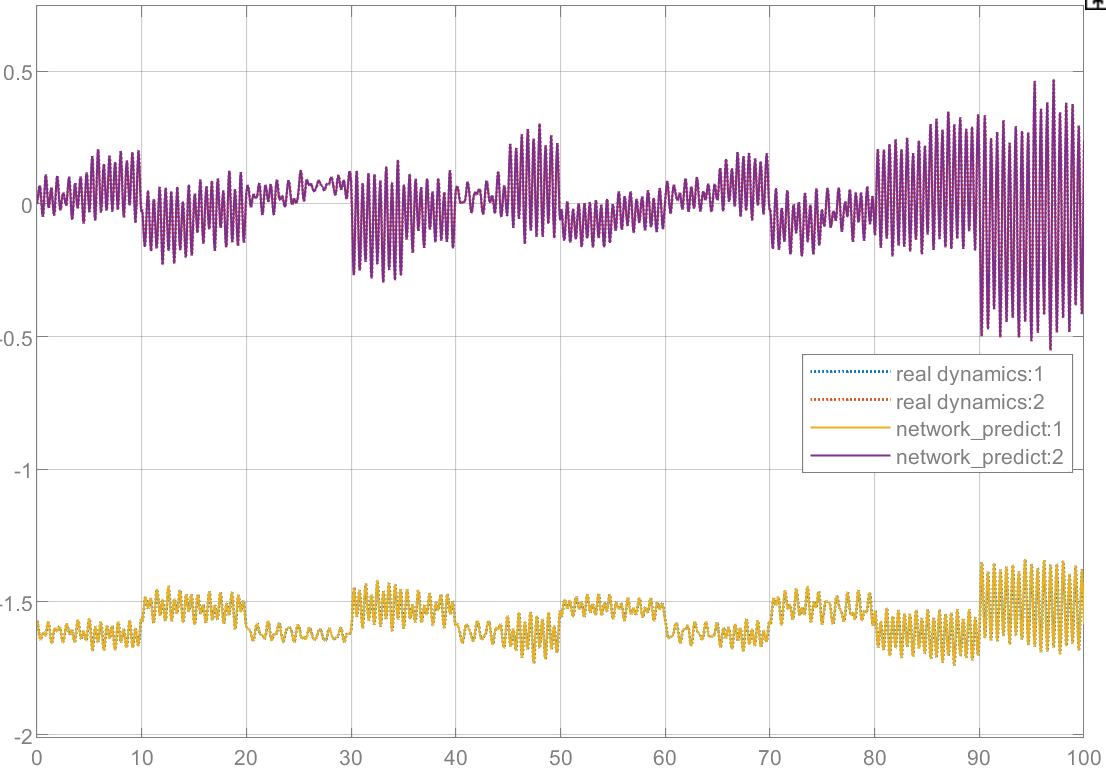 0.5
0
-0.5
-1
-1.5
-2
real dynamics:1
real dynamics:2
network_predict:1
network_predict:2
0 10 20 30 40 50 60 70 80 90 100